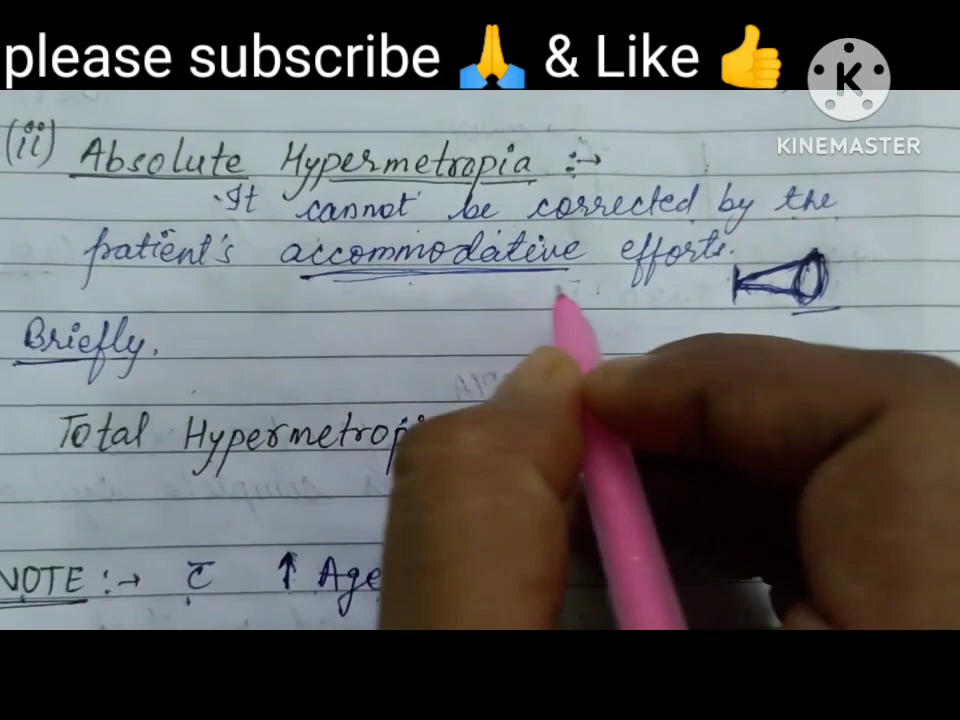 please subscribe 🙏 & Like 👍
KINEMASTER
(ii) Absolute Hypermetropia :→
It cannot be corrected by the
patient's accommodative efforts.
Briefly,
Total Hypermetropi
NOTE :→ c̅ ↑ Age